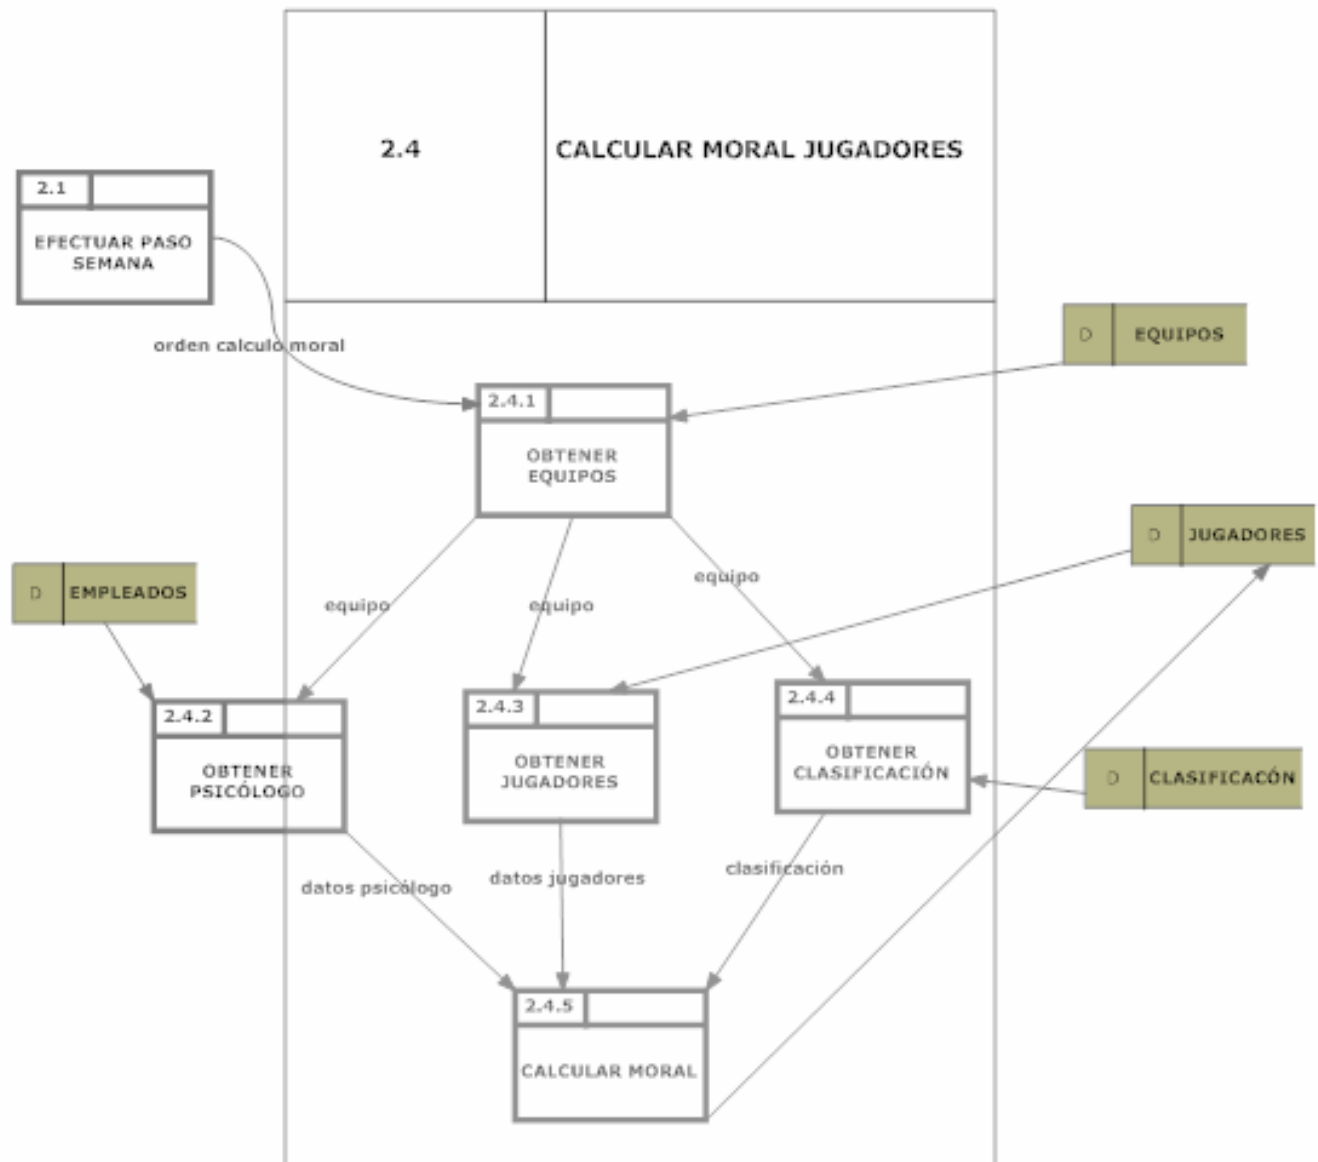 2.4
CALCULAR MORAL JUGADORES
2.1
EFECTUAR PASO
SEMANA
orden calculo moral
D
EQUIPOS
2.4.1
OBTENER
EQUIPOS
D
JUGADORES
D
EMPLEADOS
equipo
equipo
equipo
2.4.2
OBTENER
PSICÓLOGO
2.4.3
OBTENER
JUGADORES
2.4.4
OBTENER
CLASIFICACIÓN
D
CLASIFICACÓN
datos psicólogo
datos jugadores
clasificación
2.4.5
CALCULAR MORAL